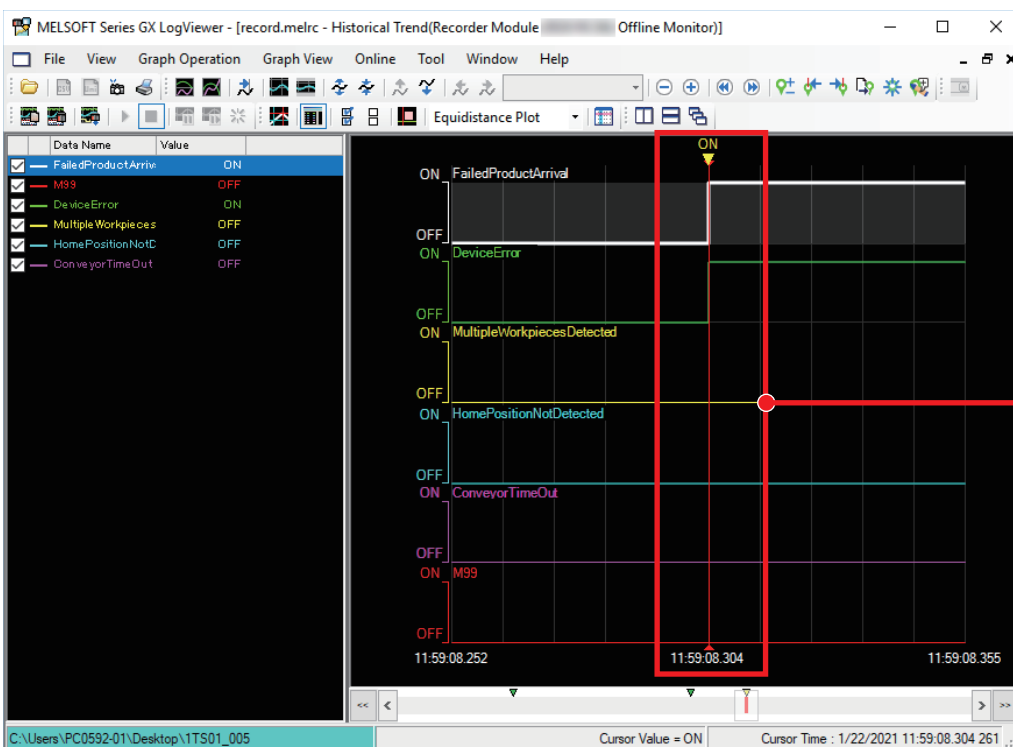 MELSOFT Series GX LogViewer - [record.melrc - Historical Trend(Recorder Module Offline Monitor)]
File View Graph Operation Graph View Online Tool Window Help
Equidistance Plot
Data Name Value
FailedProductArriv ON
M99 OFF
DeviceError ON
MultipleWorkpieces OFF
HomePositionNotD OFF
ConveyorTimeOut OFF
ON
ON FailedProductArrival
OFF
ON DeviceError
OFF
ON MultipleWorkpiecesDetected
OFF
ON HomePositionNotDetected
OFF
ON ConveyorTimeOut
OFF
ON M99
OFF
11:59:08.252 11:59:08.304 11:59:08.355
<< < > >>
C:\Users\PC0592-01\Desktop\1TS01_005 Cursor Value = ON Cursor Time : 1/22/2021 11:59:08.304 261